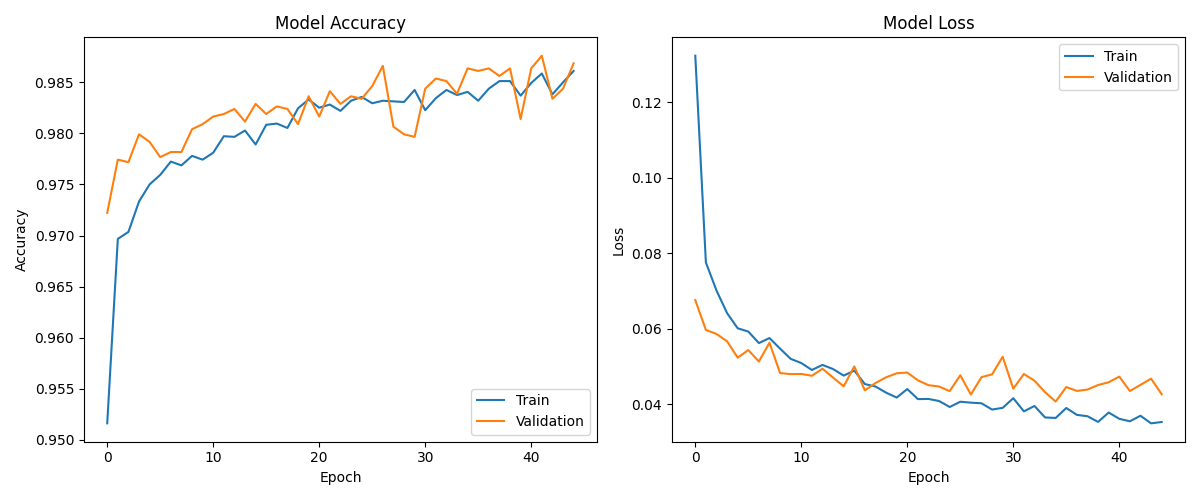 Model Accuracy
Accuracy
0.985
0.980
0.975
0.970
0.965
0.960
0.955
0.950
0
10
20
30
40
Epoch
Train
Validation
Model Loss
Loss
0.12
0.10
0.08
0.06
0.04
0
10
20
30
40
Epoch
Train
Validation